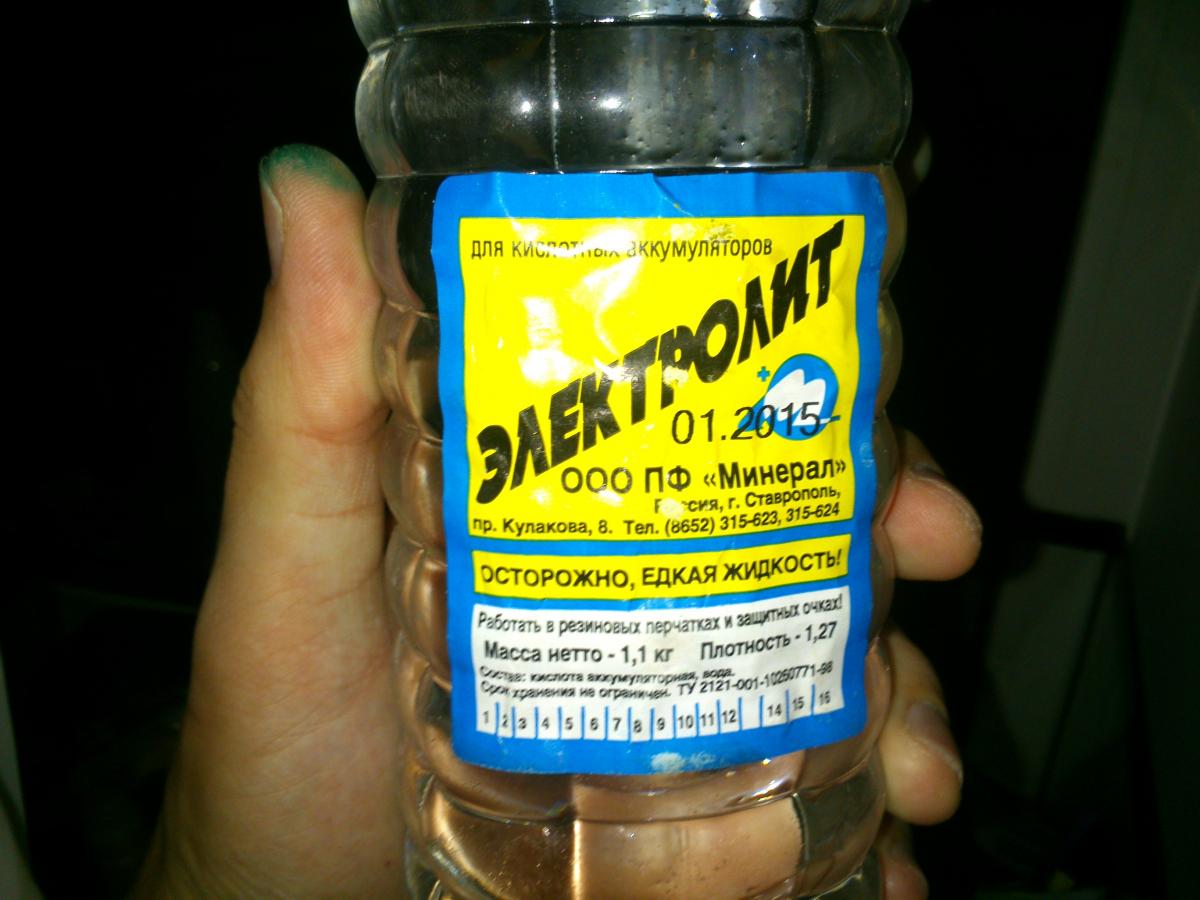 для кислотных аккумуляторов
ЭЛЕКТРОЛИТ
01.2015
ООО ПФ «Минерал»
Россия, г. Ставрополь,
пр. Кулакова, 8. Тел. (8652) 315-623, 315-624
ОСТОРОЖНО, ЕДКАЯ ЖИДКОСТЬ!
Работать в резиновых перчатках и защитных очках!
Масса нетто - 1,1 кг Плотность - 1,27
Состав: кислота аккумуляторная, вода.
Срок хранения не ограничен. ТУ 2121-001-10260771-98
1 2 3 4 5 6 7 8 9 10 11 12 14 15 16